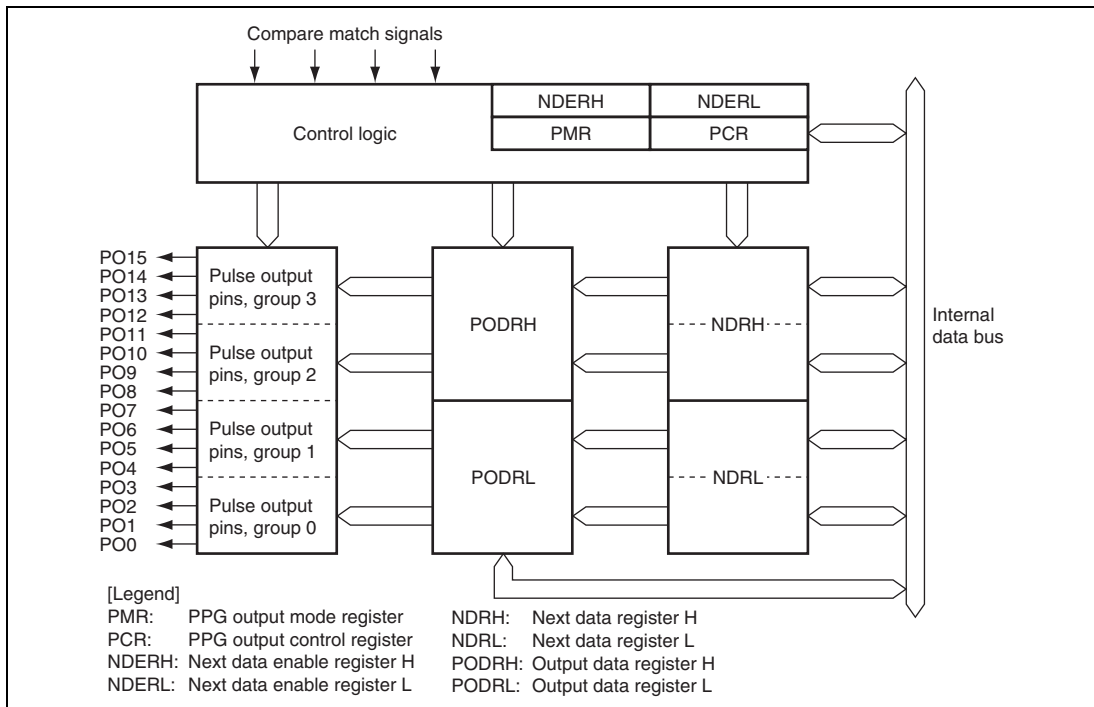 Compare match signals
NDERH NDERL
Control logic PMR PCR
PO15
PO14
PO13
PO12
PO11
PO10
PO9
PO8
PO7
PO6
PO5
PO4
PO3
PO2
PO1
PO0
Pulse output
pins, group 3
Pulse output
pins, group 2
Pulse output
pins, group 1
Pulse output
pins, group 0
PODRH
PODRL
NDRH
NDRL
Internal
data bus
[Legend]
PMR: PPG output mode register
PCR: PPG output control register
NDERH: Next data enable register H
NDERL: Next data enable register L
NDRH: Next data register H
NDRL: Next data register L
PODRH: Output data register H
PODRL: Output data register L